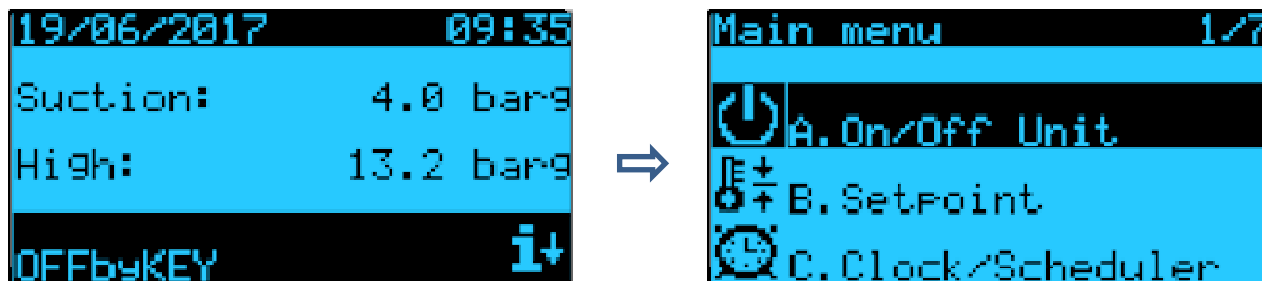 19/06/2017 09:35
Suction: 4.0 barg
High: 13.2 barg
OFFbyKEY
Main menu 1/7
A.On/Off Unit
B.Setpoint
C.Clock/Scheduler